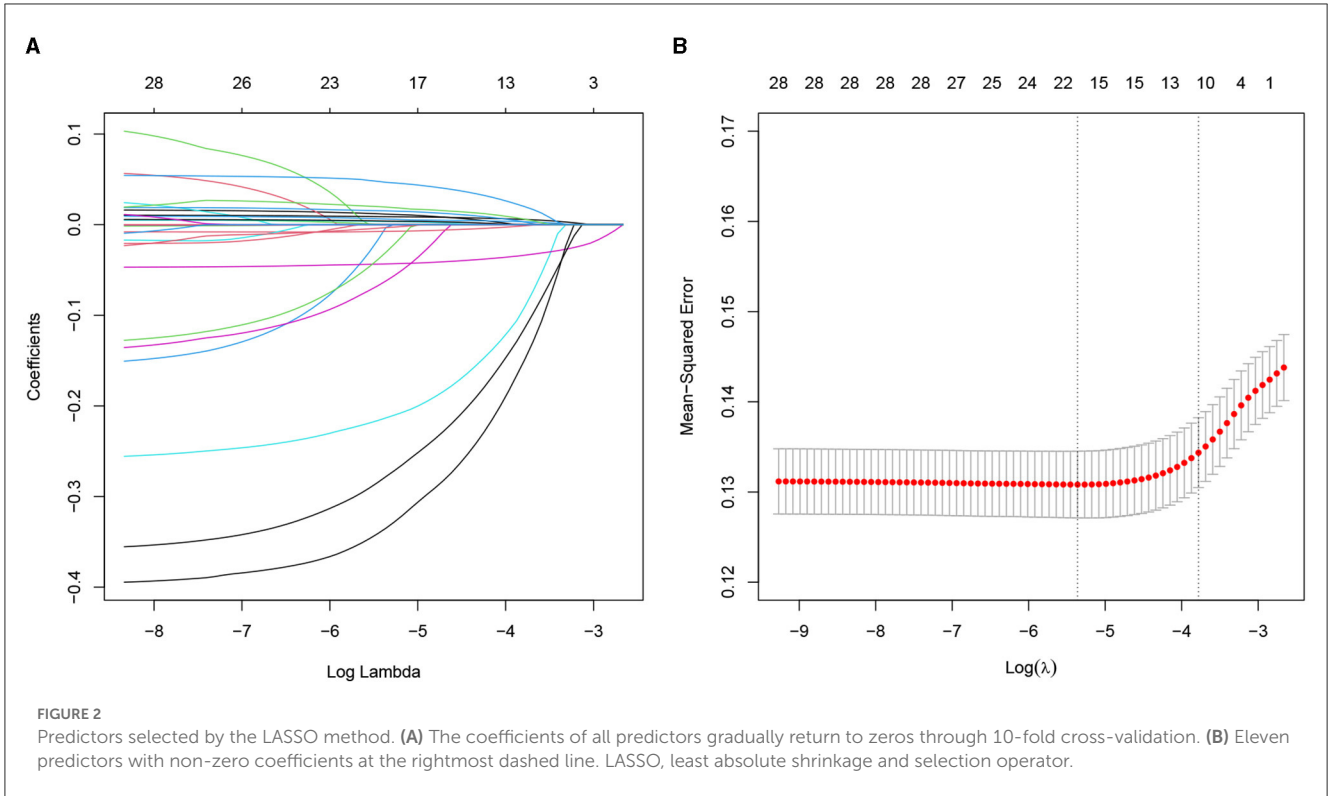 A
28 26 23 17 13 3
0.1
0.0
−0.1
−0.2
−0.3
−0.4
Coefficients
−8 −7 −6 −5 −4 −3
Log Lambda
B
28 28 28 28 28 27 25 24 22 15 15 13 10 4 1
0.17
0.16
0.15
0.14
0.13
0.12
Mean−Squared Error
−9 −8 −7 −6 −5 −4 −3
Log(λ)
FIGURE 2
Predictors selected by the LASSO method. (A) The coefficients of all predictors gradually return to zeros through 10-fold cross-validation. (B) Eleven
predictors with non-zero coefficients at the rightmost dashed line. LASSO, least absolute shrinkage and selection operator.